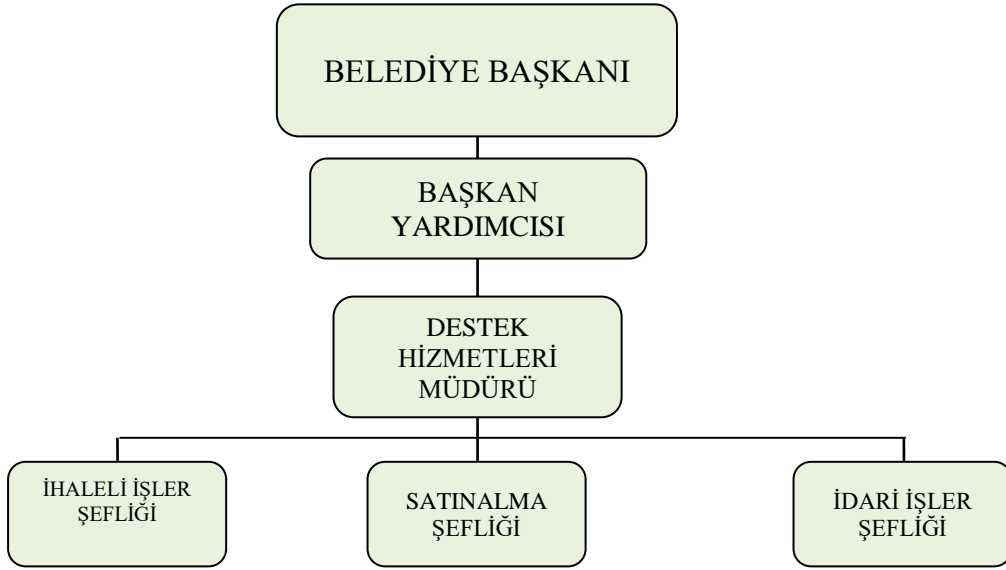 BELEDİYE BAŞKANI
BAŞKAN
YARDIMCISI
DESTEK
HİZMETLERİ
MÜDÜRÜ
İHALELİ İŞLER
ŞEFLİĞİ
SATINALMA
ŞEFLİĞİ
İDARİ İŞLER
ŞEFLİĞİ